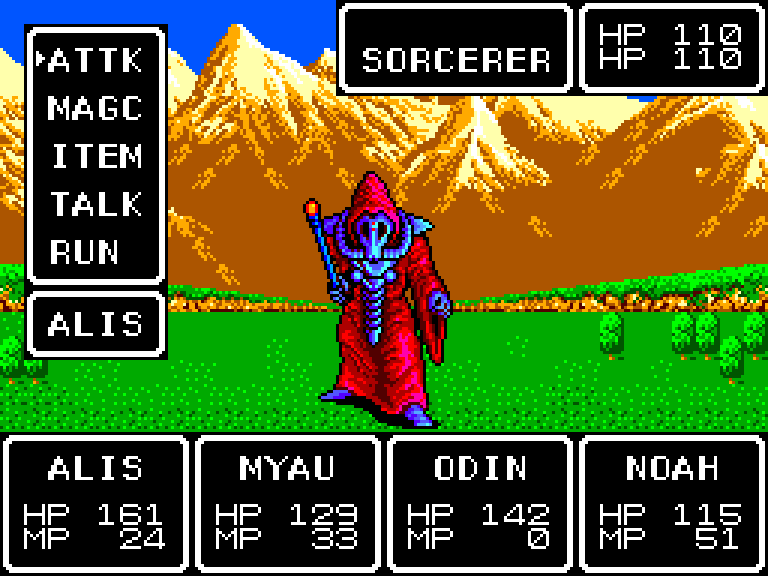 ATTK
MAGC
ITEM
TALK
RUN
ALIS
SORCERER
HP 110
HP 110
ALIS
HP 161
MP 24
MYAU
HP 129
MP 33
ODIN
HP 142
MP 0
NOAH
HP 115
MP 51